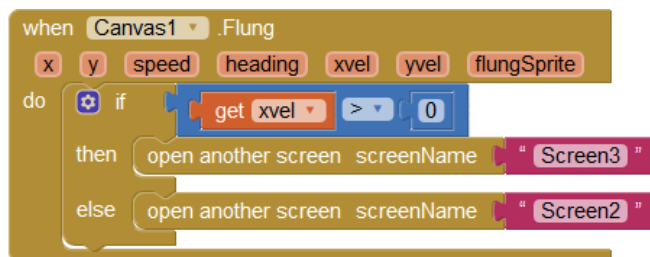 when Canvas1 .Flung
x y speed heading xvel yvel flungSprite
do if get xvel > 0
then open another screen screenName “ Screen3 ”
else open another screen screenName “ Screen2 ”